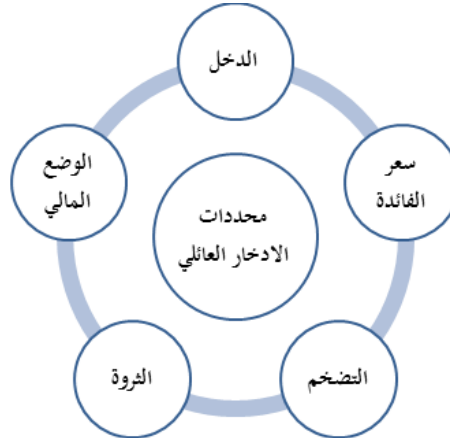 الدخل
سعر
الفائدة
التضخم
الثروة
الوضع
المالي
محددات
الادخار العائلي